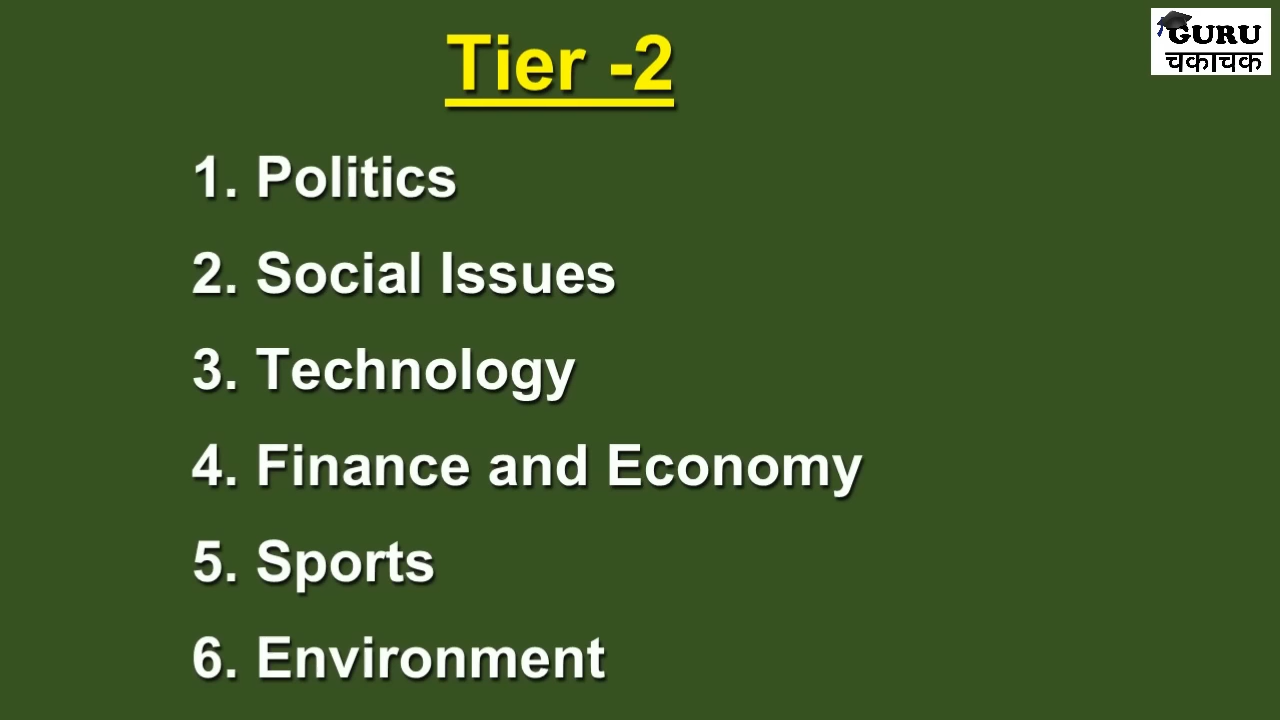 Tier -2
GURU
चकाचक
1. Politics
2. Social Issues
3. Technology
4. Finance and Economy
5. Sports
6. Environment